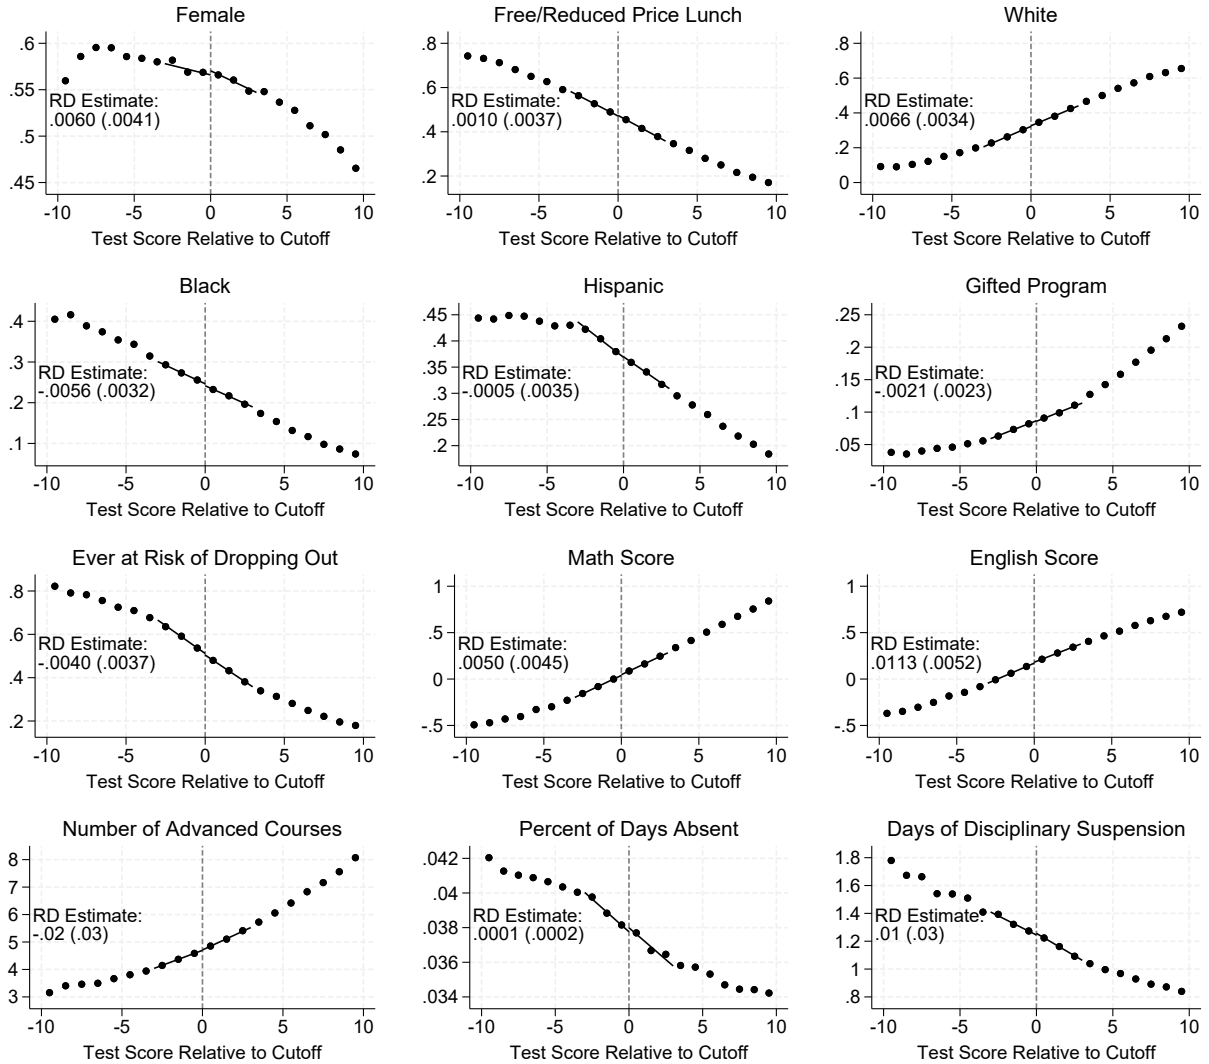 Female
.6
.55
.5
.45
RD Estimate:
.0060 (.0041)
-10 -5 0 5 10
Test Score Relative to Cutoff
Free/Reduced Price Lunch
.8
.6
.4
.2
RD Estimate:
.0010 (.0037)
-10 -5 0 5 10
Test Score Relative to Cutoff
White
.8
.6
.4
.2
0
RD Estimate:
.0066 (.0034)
-10 -5 0 5 10
Test Score Relative to Cutoff
Black
.4
.3
.2
.1
RD Estimate:
-.0056 (.0032)
-10 -5 0 5 10
Test Score Relative to Cutoff
Hispanic
.45
.4
.35
.3
.25
.2
RD Estimate:
-.0005 (.0035)
-10 -5 0 5 10
Test Score Relative to Cutoff
Gifted Program
.25
.2
.15
.1
.05
RD Estimate:
-.0021 (.0023)
-10 -5 0 5 10
Test Score Relative to Cutoff
Ever at Risk of Dropping Out
.8
.6
.4
.2
RD Estimate:
-.0040 (.0037)
-10 -5 0 5 10
Test Score Relative to Cutoff
Math Score
1
.5
0
-.5
RD Estimate:
.0050 (.0045)
-10 -5 0 5 10
Test Score Relative to Cutoff
English Score
1
.5
0
-.5
RD Estimate:
.0113 (.0052)
-10 -5 0 5 10
Test Score Relative to Cutoff
Number of Advanced Courses
8
7
6
5
4
3
RD Estimate:
-.02 (.03)
-10 -5 0 5 10
Test Score Relative to Cutoff
Percent of Days Absent
.042
.04
.038
.036
.034
RD Estimate:
.0001 (.0002)
-10 -5 0 5 10
Test Score Relative to Cutoff
Days of Disciplinary Suspension
1.8
1.6
1.4
1.2
1
.8
RD Estimate:
.01 (.03)
-10 -5 0 5 10
Test Score Relative to Cutoff